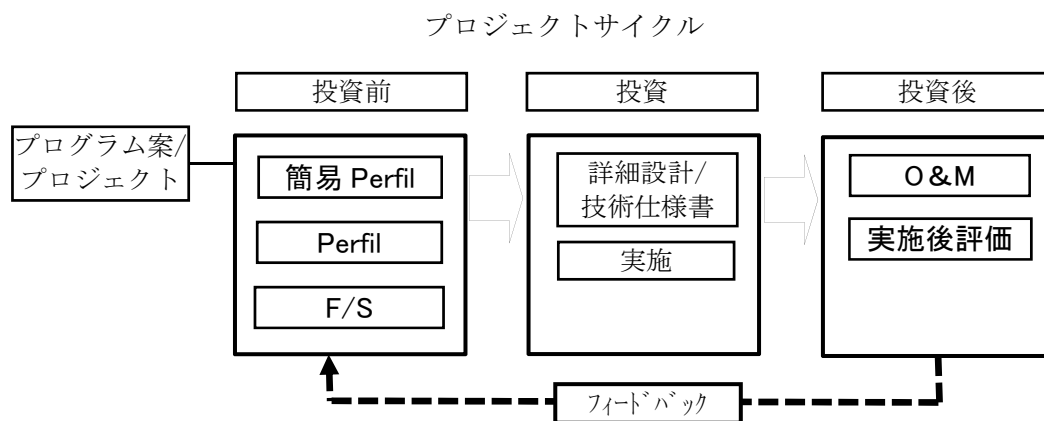 プロジェクトサイクル
投資前
投資
投資後
プログラム案/
プロジェクト
簡易 Perfil
Perfil
F/S
詳細設計/
技術仕様書
実施
O&M
実施後評価
フィードバック